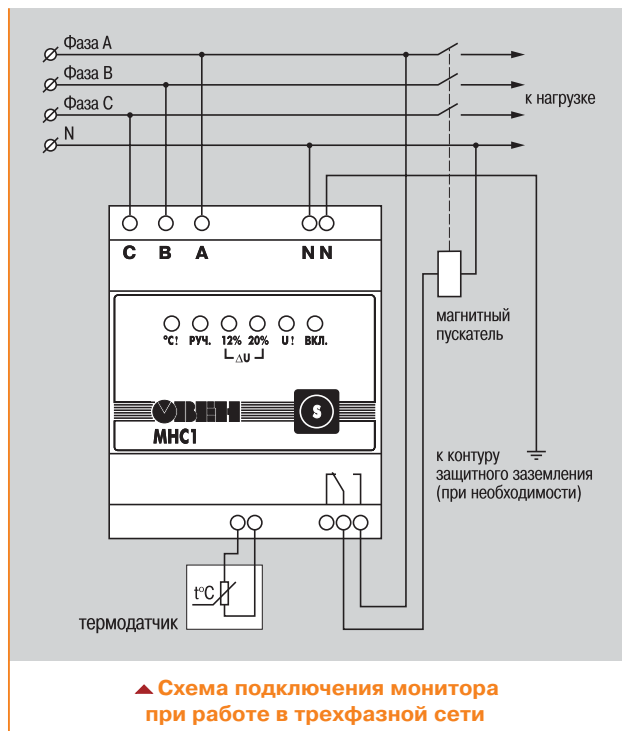 Фаза A
Фаза B
Фаза C
N
к нагрузке
C B A N N
магнитный
пускатель
°C! РУЧ. 12% 20% U! ВКЛ.
ΔU
ОВЕН
S
МНС1
к контуру
защитного заземления
(при необходимости)
t°C
термодатчик
Схема подключения монитора
при работе в трехфазной сети